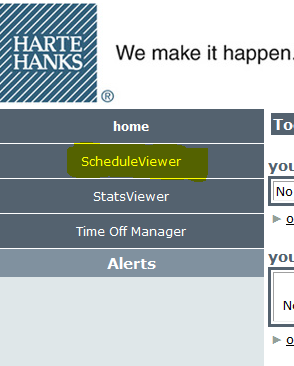 HARTE
HANKS
®
We make it happen.
home
To
ScheduleViewer
you
No
StatsViewer
o
Time Off Manager
Alerts
you
No
o